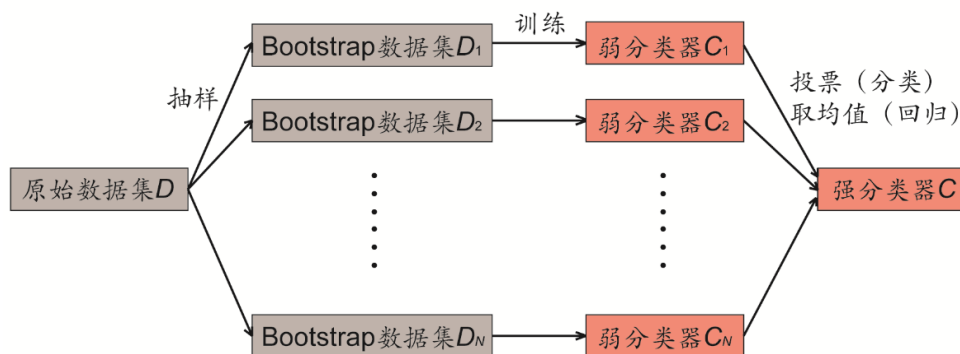 Bootstrap数据集D₁
训练
弱分类器C₁
投票（分类）
取均值（回归）
抽样
Bootstrap数据集D₂
弱分类器C₂
原始数据集D
强分类器C
Bootstrap数据集Dₙ
弱分类器Cₙ